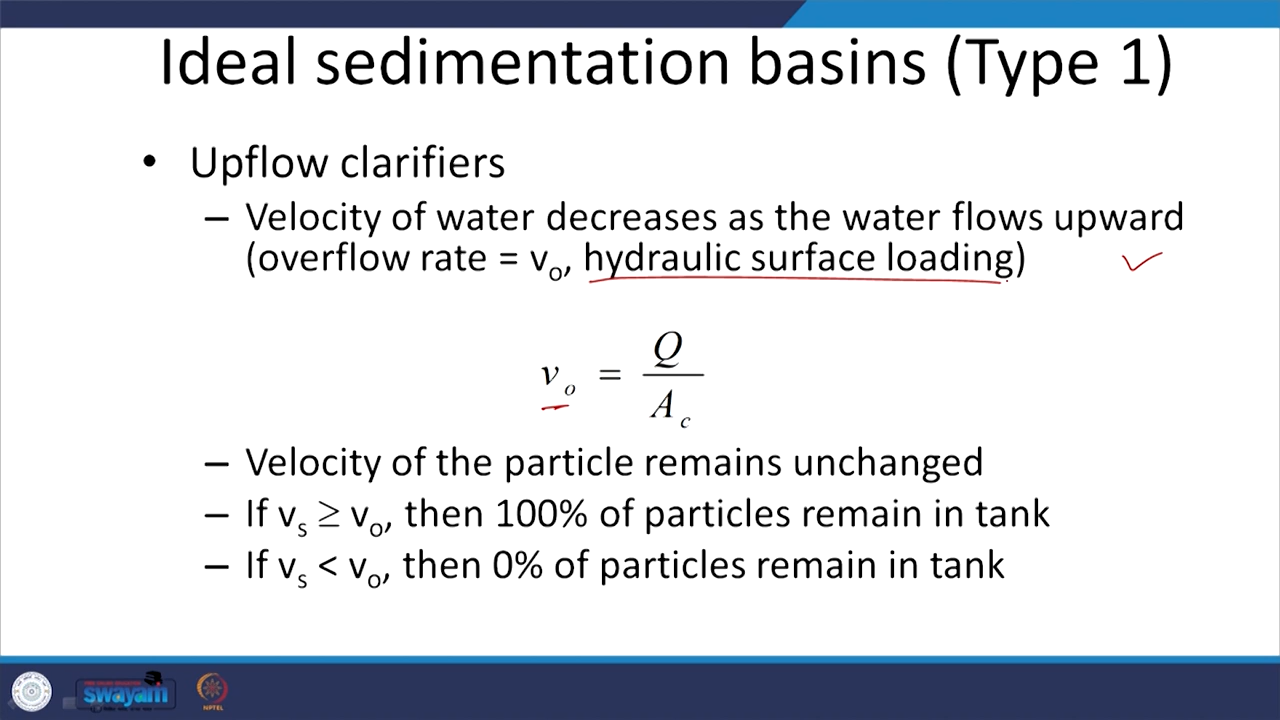 Ideal sedimentation basins (Type 1)
• Upflow clarifiers
– Velocity of water decreases as the water flows upward
(overflow rate = vₒ, hydraulic surface loading)
vₒ = Q / A_c
– Velocity of the particle remains unchanged
– If vₛ ≥ vₒ, then 100% of particles remain in tank
– If vₛ < vₒ, then 0% of particles remain in tank
swayam
NPTEL